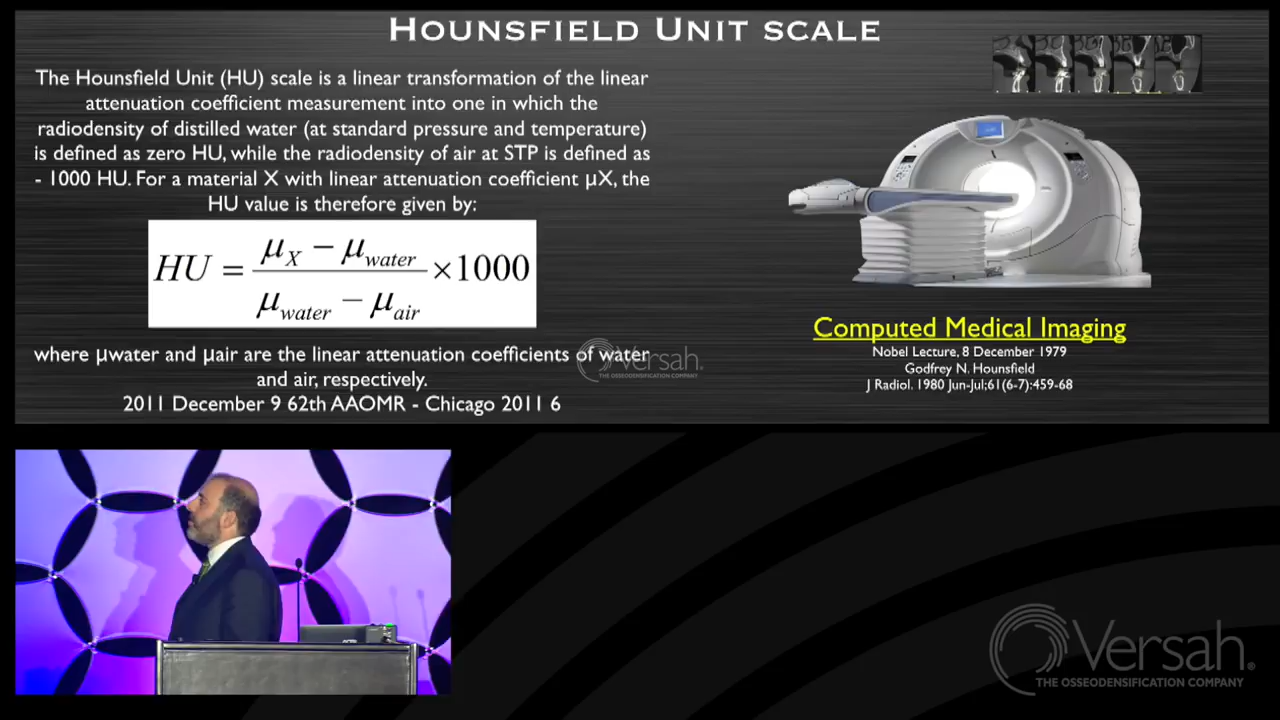 HOUNSFIELD UNIT SCALE
The Hounsfield Unit (HU) scale is a linear transformation of the linear
attenuation coefficient measurement into one in which the
radiodensity of distilled water (at standard pressure and temperature)
is defined as zero HU, while the radiodensity of air at STP is defined as
- 1000 HU. For a material X with linear attenuation coefficient μX, the
HU value is therefore given by:
HU = (μX − μwater) / (μwater − μair) × 1000
where μwater and μair are the linear attenuation coefficients of water
and air, respectively.
2011 December 9 62th AAOMR - Chicago 2011 6
Computed Medical Imaging
Nobel Lecture, 8 December 1979
Godfrey N. Hounsfield
J Radiol. 1980 Jun-Jul;61(6-7):459-68
Versah.
THE OSSEODENSIFICATION COMPANY
Versah®
THE OSSEODENSIFICATION COMPANY